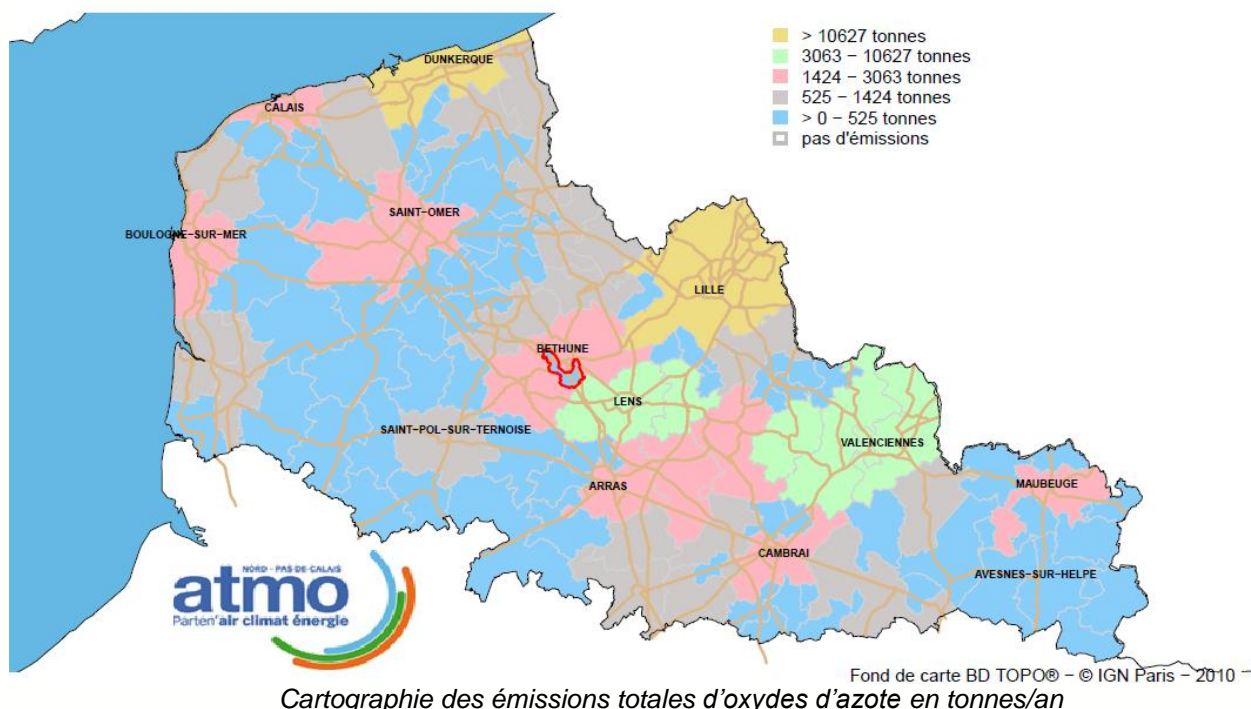 > 10627 tonnes
3063 − 10627 tonnes
1424 − 3063 tonnes
525 − 1424 tonnes
> 0 − 525 tonnes
pas d'émissions
DUNKERQUE
CALAIS
SAINT−OMER
BOULOGNE−SUR−MER
LILLE
BETHUNE
LENS
SAINT−POL−SUR−TERNOISE
VALENCIENNES
ARRAS
MAUBEUGE
CAMBRAI
AVESNES−SUR−HELPE
NORD - PAS-DE-CALAIS
atmo
Parten'air climat énergie
Fond de carte BD TOPO® − © IGN Paris − 2010
Cartographie des émissions totales d'oxydes d'azote en tonnes/an